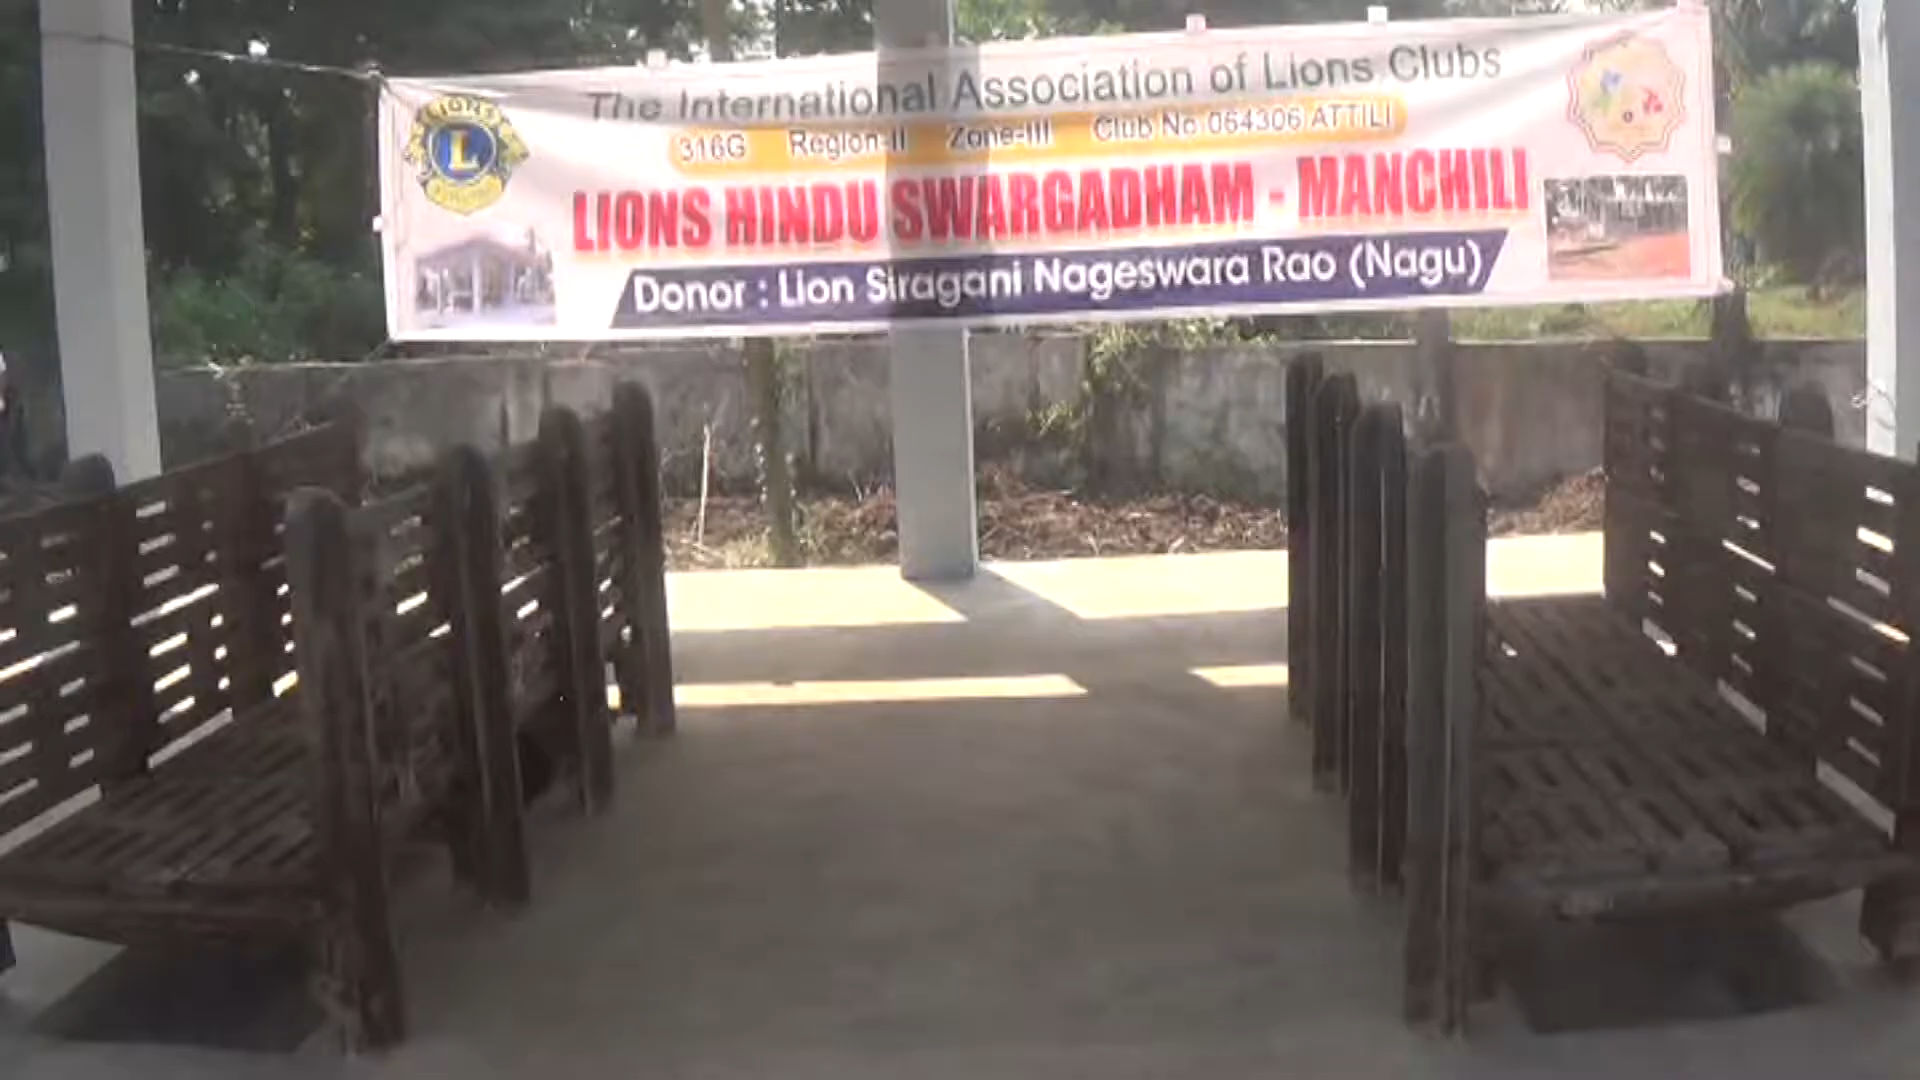 The International Association of Lions Clubs
316G Region-II Zone-III Club No 064306 ATTILI
LIONS HINDU SWARGADHAM - MANCHILI
Donor : Lion Siragani Nageswara Rao (Nagu)
LIONS
L